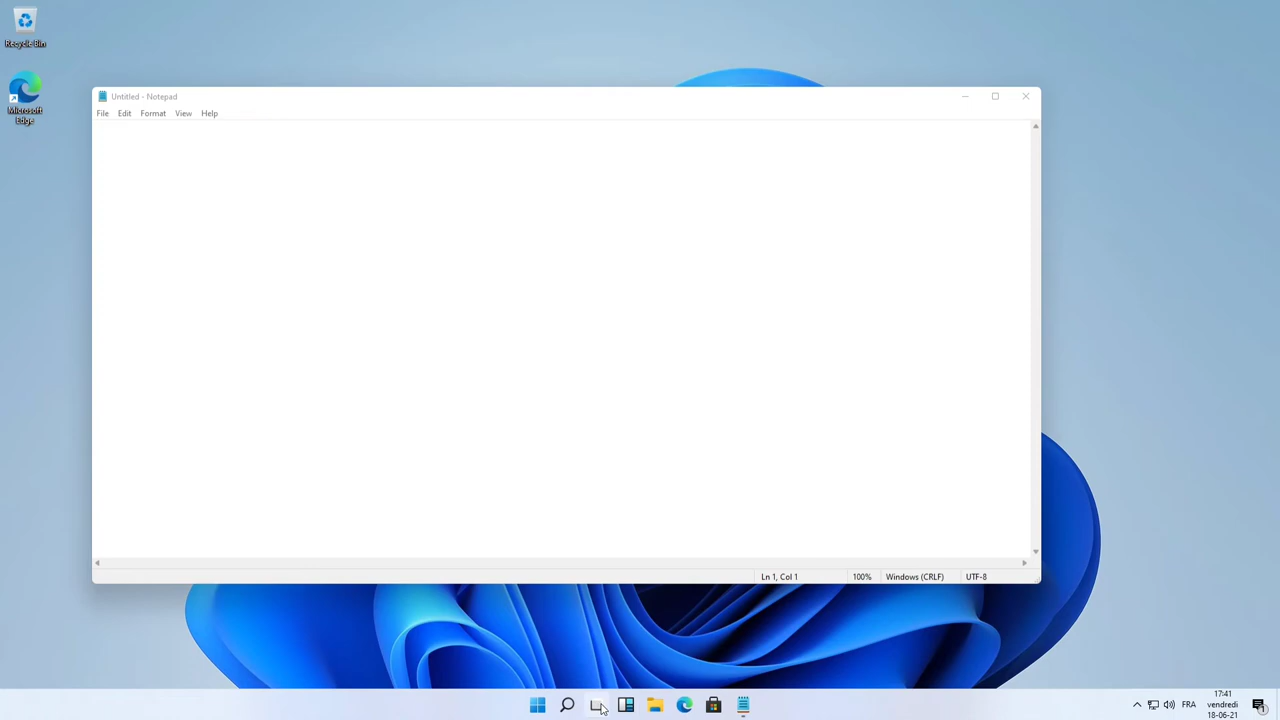 Recycle Bin
Microsoft
Edge
Untitled - Notepad
File Edit Format View Help
Ln 1, Col 1 100% Windows (CRLF) UTF-8
FRA
17:41
vendredi
18-06-21
1